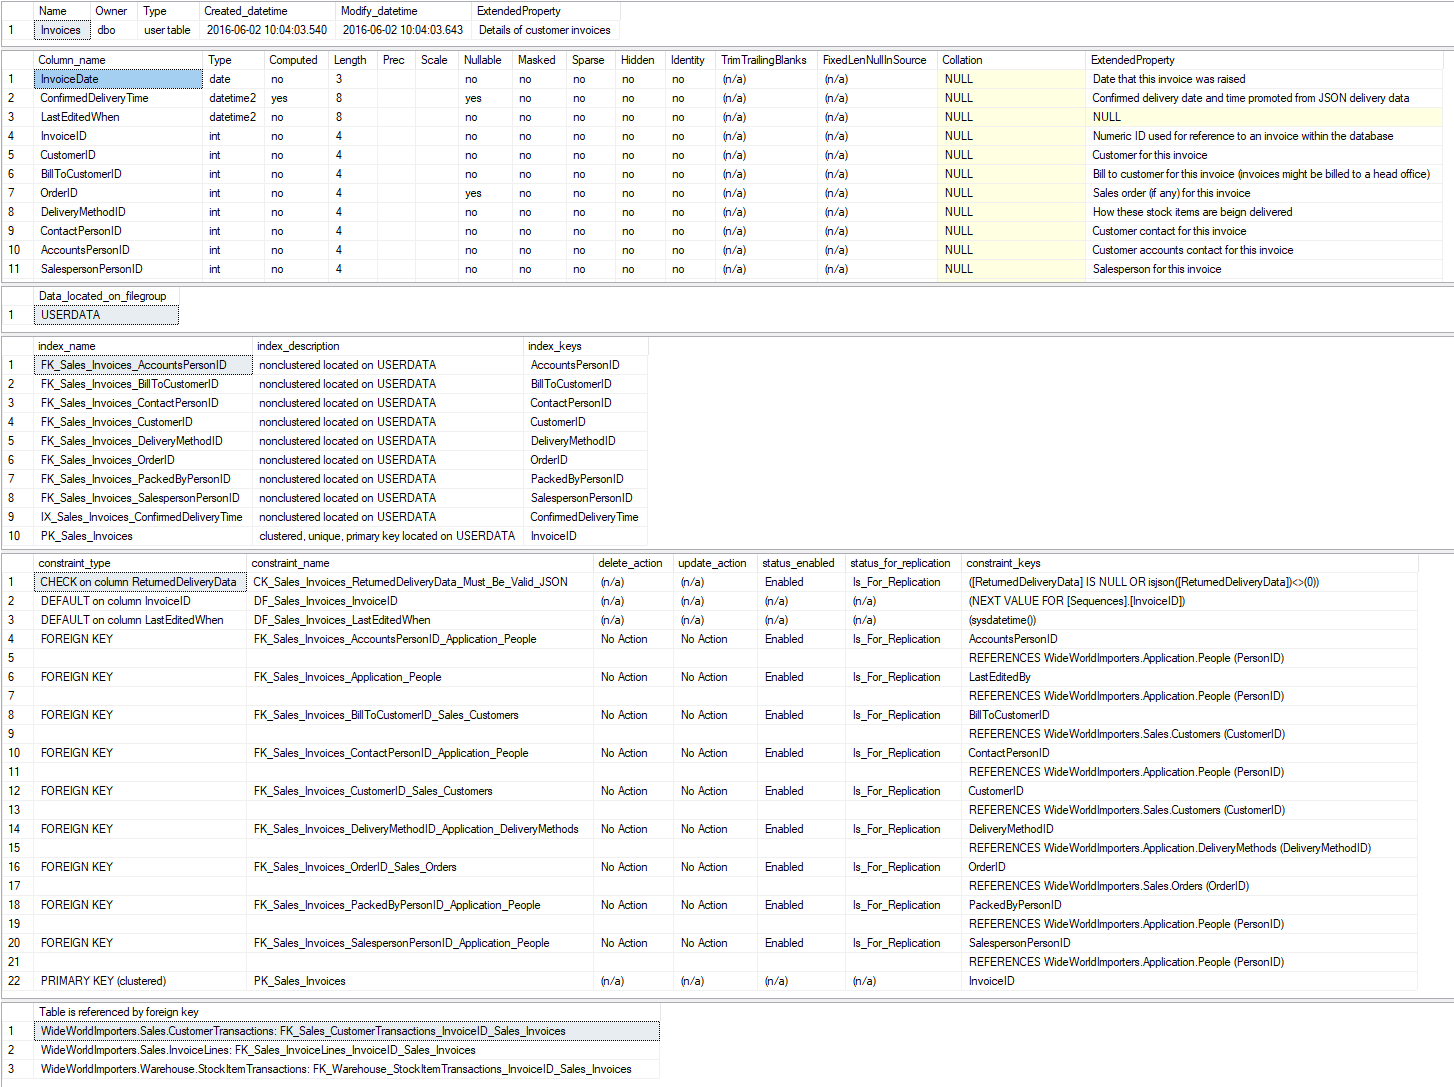 Name Owner Type Created_datetime Modify_datetime ExtendedProperty
1 Invoices dbo user table 2016-06-02 10:04:03.540 2016-06-02 10:04:03.643 Details of customer invoices
Column_name Type Computed Length Prec Scale Nullable Masked Sparse Hidden Identity TrimTrailingBlanks FixedLenNullInSource Collation ExtendedProperty
1 InvoiceDate date no 3 no no no no no (n/a) (n/a) NULL Date that this invoice was raised
2 ConfirmedDeliveryTime datetime2 yes 8 yes no no no no (n/a) (n/a) NULL Confirmed delivery date and time promoted from JSON delivery data
3 LastEditedWhen datetime2 no 8 no no no no no (n/a) (n/a) NULL NULL
4 InvoiceID int no 4 no no no no no (n/a) (n/a) NULL Numeric ID used for reference to an invoice within the database
5 CustomerID int no 4 no no no no no (n/a) (n/a) NULL Customer for this invoice
6 BillToCustomerID int no 4 no no no no no (n/a) (n/a) NULL Bill to customer for this invoice (invoices might be billed to a head office)
7 OrderID int no 4 yes no no no no (n/a) (n/a) NULL Sales order (if any) for this invoice
8 DeliveryMethodID int no 4 no no no no no (n/a) (n/a) NULL How these stock items are beign delivered
9 ContactPersonID int no 4 no no no no no (n/a) (n/a) NULL Customer contact for this invoice
10 AccountsPersonID int no 4 no no no no no (n/a) (n/a) NULL Customer accounts contact for this invoice
11 SalespersonPersonID int no 4 no no no no no (n/a) (n/a) NULL Salesperson for this invoice
Data_located_on_filegroup
1 USERDATA
index_name index_description index_keys
1 FK_Sales_Invoices_AccountsPersonID nonclustered located on USERDATA AccountsPersonID
2 FK_Sales_Invoices_BillToCustomerID nonclustered located on USERDATA BillToCustomerID
3 FK_Sales_Invoices_ContactPersonID nonclustered located on USERDATA ContactPersonID
4 FK_Sales_Invoices_CustomerID nonclustered located on USERDATA CustomerID
5 FK_Sales_Invoices_DeliveryMethodID nonclustered located on USERDATA DeliveryMethodID
6 FK_Sales_Invoices_OrderID nonclustered located on USERDATA OrderID
7 FK_Sales_Invoices_PackedByPersonID nonclustered located on USERDATA PackedByPersonID
8 FK_Sales_Invoices_SalespersonPersonID nonclustered located on USERDATA SalespersonPersonID
9 IX_Sales_Invoices_ConfirmedDeliveryTime nonclustered located on USERDATA ConfirmedDeliveryTime
10 PK_Sales_Invoices clustered, unique, primary key located on USERDATA InvoiceID
constraint_type constraint_name delete_action update_action status_enabled status_for_replication constraint_keys
1 CHECK on column ReturnedDeliveryData CK_Sales_Invoices_ReturnedDeliveryData_Must_Be_Valid_JSON (n/a) (n/a) Enabled Is_For_Replication ([ReturnedDeliveryData] IS NULL OR isjson([ReturnedDeliveryData])<>(0))
2 DEFAULT on column InvoiceID DF_Sales_Invoices_InvoiceID (n/a) (n/a) (n/a) (n/a) (NEXT VALUE FOR [Sequences].[InvoiceID])
3 DEFAULT on column LastEditedWhen DF_Sales_Invoices_LastEditedWhen (n/a) (n/a) (n/a) (n/a) (sysdatetime())
4 FOREIGN KEY FK_Sales_Invoices_AccountsPersonID_Application_People No Action No Action Enabled Is_For_Replication AccountsPersonID
5 REFERENCES WideWorldImporters.Application.People (PersonID)
6 FOREIGN KEY FK_Sales_Invoices_Application_People No Action No Action Enabled Is_For_Replication LastEditedBy
7 REFERENCES WideWorldImporters.Application.People (PersonID)
8 FOREIGN KEY FK_Sales_Invoices_BillToCustomerID_Sales_Customers No Action No Action Enabled Is_For_Replication BillToCustomerID
9 REFERENCES WideWorldImporters.Sales.Customers (CustomerID)
10 FOREIGN KEY FK_Sales_Invoices_ContactPersonID_Application_People No Action No Action Enabled Is_For_Replication ContactPersonID
11 REFERENCES WideWorldImporters.Application.People (PersonID)
12 FOREIGN KEY FK_Sales_Invoices_CustomerID_Sales_Customers No Action No Action Enabled Is_For_Replication CustomerID
13 REFERENCES WideWorldImporters.Sales.Customers (CustomerID)
14 FOREIGN KEY FK_Sales_Invoices_DeliveryMethodID_Application_DeliveryMethods No Action No Action Enabled Is_For_Replication DeliveryMethodID
15 REFERENCES WideWorldImporters.Application.DeliveryMethods (DeliveryMethodID)
16 FOREIGN KEY FK_Sales_Invoices_OrderID_Sales_Orders No Action No Action Enabled Is_For_Replication OrderID
17 REFERENCES WideWorldImporters.Sales.Orders (OrderID)
18 FOREIGN KEY FK_Sales_Invoices_PackedByPersonID_Application_People No Action No Action Enabled Is_For_Replication PackedByPersonID
19 REFERENCES WideWorldImporters.Application.People (PersonID)
20 FOREIGN KEY FK_Sales_Invoices_SalespersonPersonID_Application_People No Action No Action Enabled Is_For_Replication SalespersonPersonID
21 REFERENCES WideWorldImporters.Application.People (PersonID)
22 PRIMARY KEY (clustered) PK_Sales_Invoices (n/a) (n/a) (n/a) (n/a) InvoiceID
Table is referenced by foreign key
1 WideWorldImporters.Sales.CustomerTransactions: FK_Sales_CustomerTransactions_InvoiceID_Sales_Invoices
2 WideWorldImporters.Sales.InvoiceLines: FK_Sales_InvoiceLines_InvoiceID_Sales_Invoices
3 WideWorldImporters.Warehouse.StockItemTransactions: FK_Warehouse_StockItemTransactions_InvoiceID_Sales_Invoices